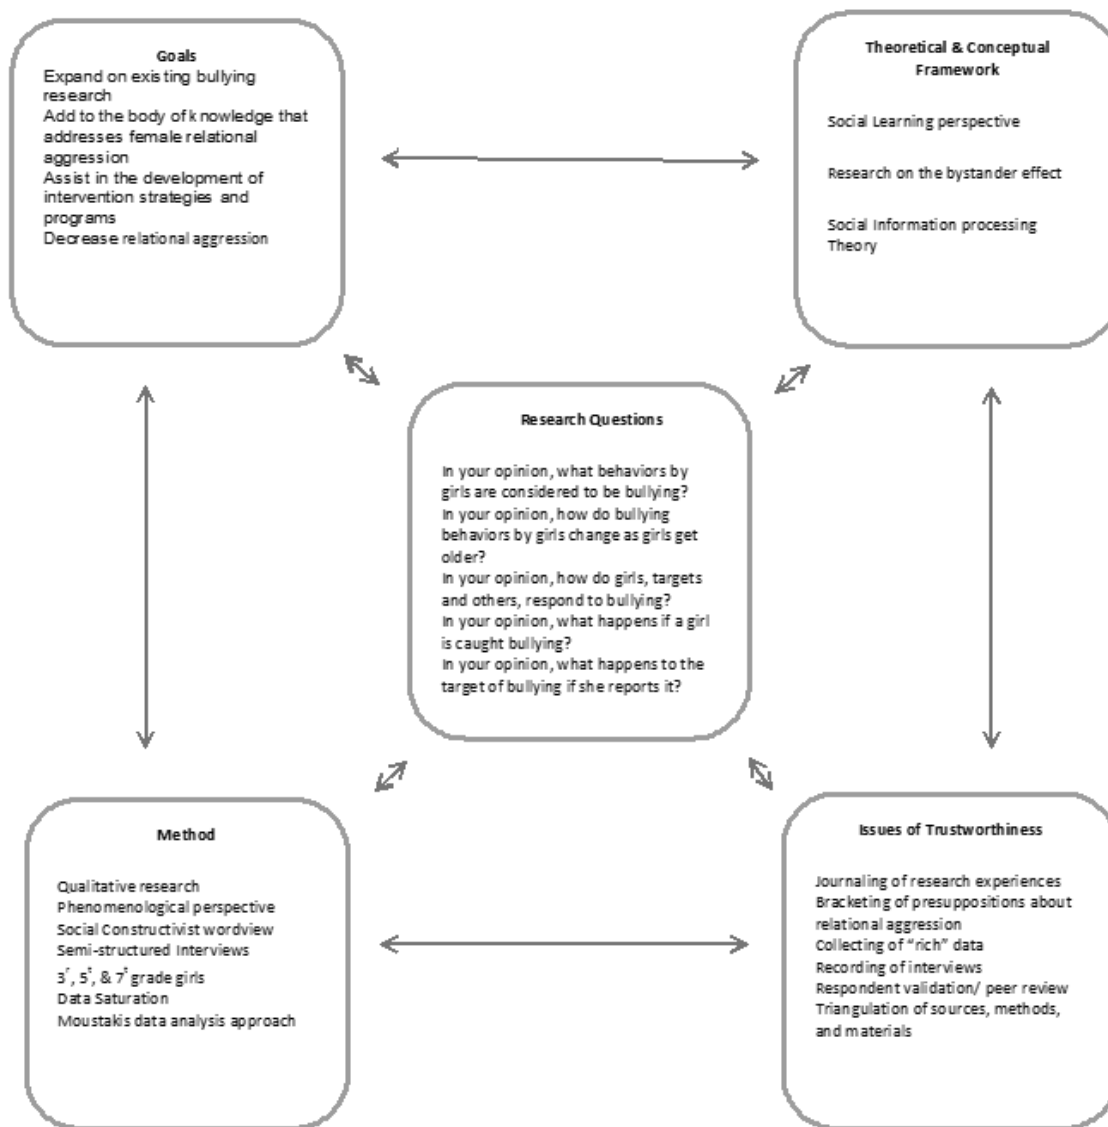 Goals
Expand on existing bullying
research
Add to the body of knowledge that
addresses female relational
aggression
Assist in the development of
intervention strategies and
programs
Decrease relational aggression
Theoretical & Conceptual
Framework
Social Learning perspective
Research on the bystander effect
Social Information processing
Theory
Research Questions
In your opinion, what behaviors by
girls are considered to be bullying?
In your opinion, how do bullying
behaviors by girls change as girls get
older?
In your opinion, how do girls, targets
and others, respond to bullying?
In your opinion, what happens if a girl
is caught bullying?
In your opinion, what happens to the
target of bullying if she reports it?
Method
Qualitative research
Phenomenological perspective
Social Constructivist wordview
Semi-structured Interviews
3ʳ, 5ᵗ, & 7ᵗ grade girls
Data Saturation
Moustakis data analysis approach
Issues of Trustworthiness
Journaling of research experiences
Bracketing of presuppositions about
relational aggression
Collecting of “rich” data
Recording of interviews
Respondent validation/ peer review
Triangulation of sources, methods,
and materials